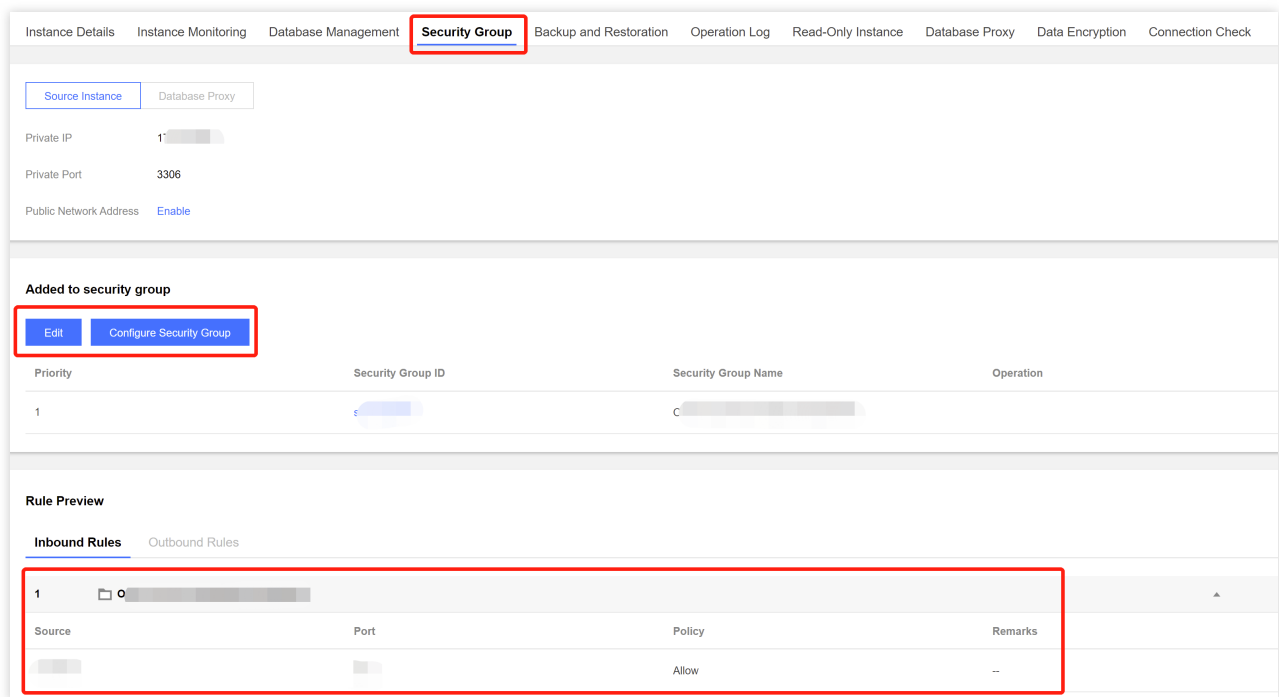 Instance Details Instance Monitoring Database Management Security Group Backup and Restoration Operation Log Read-Only Instance Database Proxy Data Encryption Connection Check
Source Instance Database Proxy
Private IP
Private Port 3306
Public Network Address Enable
Added to security group
Edit Configure Security Group
Priority Security Group ID Security Group Name Operation
1
Rule Preview
Inbound Rules Outbound Rules
1
Source Port Policy Remarks
Allow --